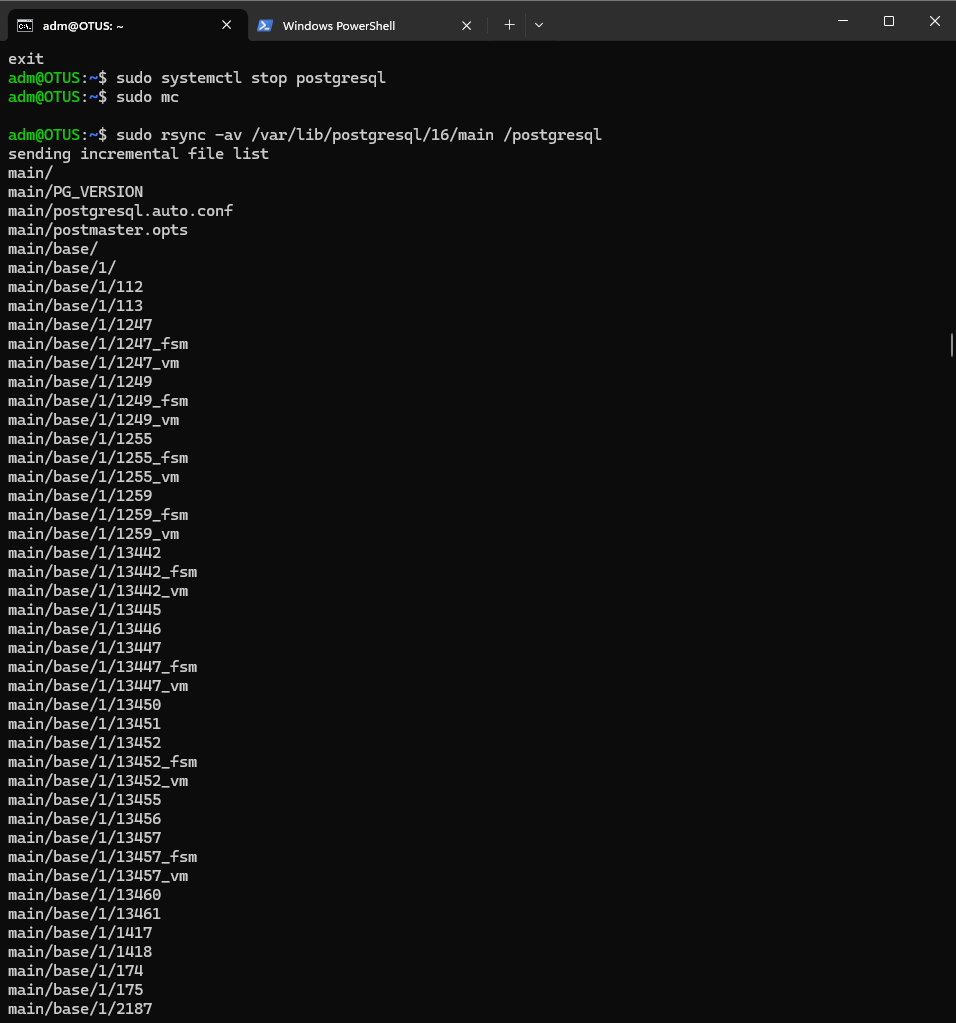 adm@OTUS: ~
Windows PowerShell
exit
adm@OTUS:~$ sudo systemctl stop postgresql
adm@OTUS:~$ sudo mc
adm@OTUS:~$ sudo rsync -av /var/lib/postgresql/16/main /postgresql
sending incremental file list
main/
main/PG_VERSION
main/postgresql.auto.conf
main/postmaster.opts
main/base/
main/base/1/
main/base/1/112
main/base/1/113
main/base/1/1247
main/base/1/1247_fsm
main/base/1/1247_vm
main/base/1/1249
main/base/1/1249_fsm
main/base/1/1249_vm
main/base/1/1255
main/base/1/1255_fsm
main/base/1/1255_vm
main/base/1/1259
main/base/1/1259_fsm
main/base/1/1259_vm
main/base/1/13442
main/base/1/13442_fsm
main/base/1/13442_vm
main/base/1/13445
main/base/1/13446
main/base/1/13447
main/base/1/13447_fsm
main/base/1/13447_vm
main/base/1/13450
main/base/1/13451
main/base/1/13452
main/base/1/13452_fsm
main/base/1/13452_vm
main/base/1/13455
main/base/1/13456
main/base/1/13457
main/base/1/13457_fsm
main/base/1/13457_vm
main/base/1/13460
main/base/1/13461
main/base/1/1417
main/base/1/1418
main/base/1/174
main/base/1/175
main/base/1/2187